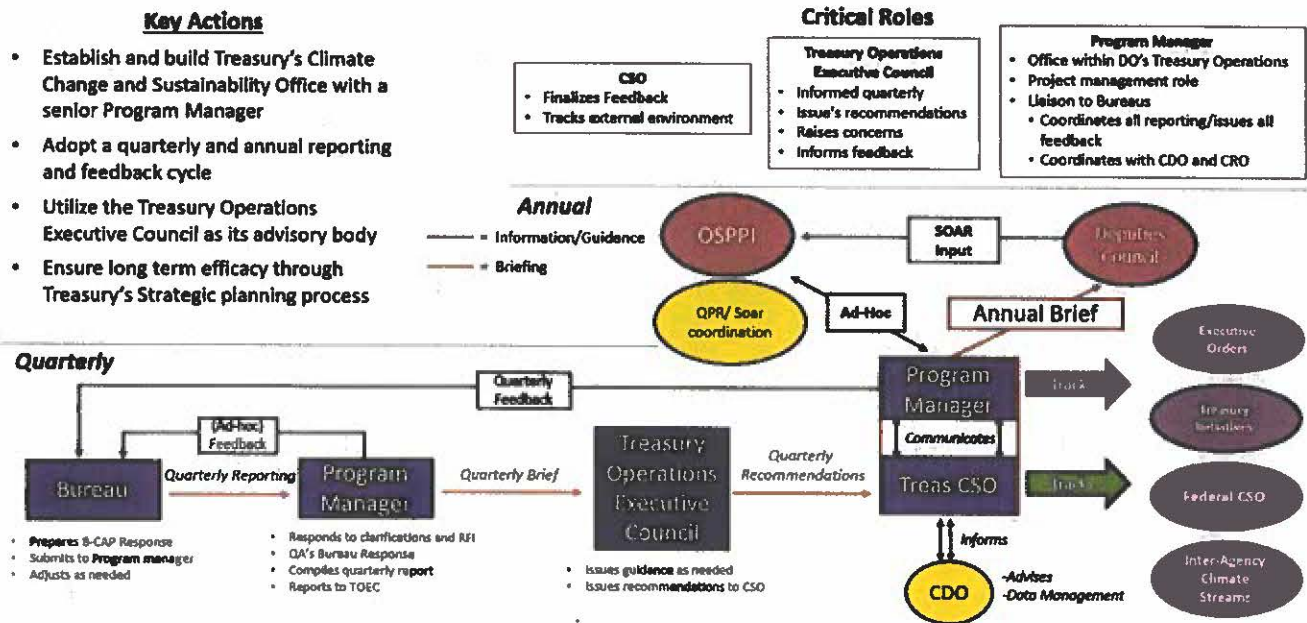 Key Actions
• Establish and build Treasury's Climate
Change and Sustainability Office with a
senior Program Manager
• Adopt a quarterly and annual reporting
and feedback cycle
• Utilize the Treasury Operations
Executive Council as its advisory body
• Ensure long term efficacy through
Treasury's Strategic planning process
Critical Roles
CSO
• Finalizes Feedback
• Tracks external environment
Treasury Operations
Executive Council
• Informed quarterly
• Issue's recommendations
• Raises concerns
• Informs feedback
Program Manager
• Office within DO's Treasury Operations
• Project management role
• Liaison to Bureaus
• Coordinates all reporting/issues all
feedback
• Coordinates with CDO and CRO
Annual
= Information/Guidance
= Briefing
OSPPI
SOAR
Input
Deputies
Council
QPR/ Soar
coordination
Ad-Hoc
Annual Brief
Quarterly
Quarterly
Feedback
(Ad-hoc)
Feedback
Bureau
Quarterly Reporting
Program
Manager
Quarterly Brief
Treasury
Operations
Executive
Council
Quarterly
Recommendations
Program
Manager
Communicates
Treas CSO
Track
Track
Executive
Orders
Treasury
Initiatives
Federal CSO
Inter-Agency
Climate
Streams
• Prepares B-CAP Response
• Submits to Program manager
• Adjusts as needed
• Responds to clarifications and RFI
• QA's Bureau Response
• Compiles quarterly report
• Reports to TOEC
• Issues guidance as needed
• Issues recommendations to CSO
Informs
CDO
-Advises
-Data Management